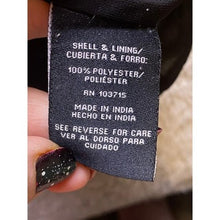 SHELL & LINING/
CUBIERTA & FORRO:
100% POLYESTER/
POLIÉSTER
RN 103715
MADE IN INDIA
HECHO EN INDIA
SEE REVERSE FOR CARE
VER AL DORSO PARA
CUIDADO